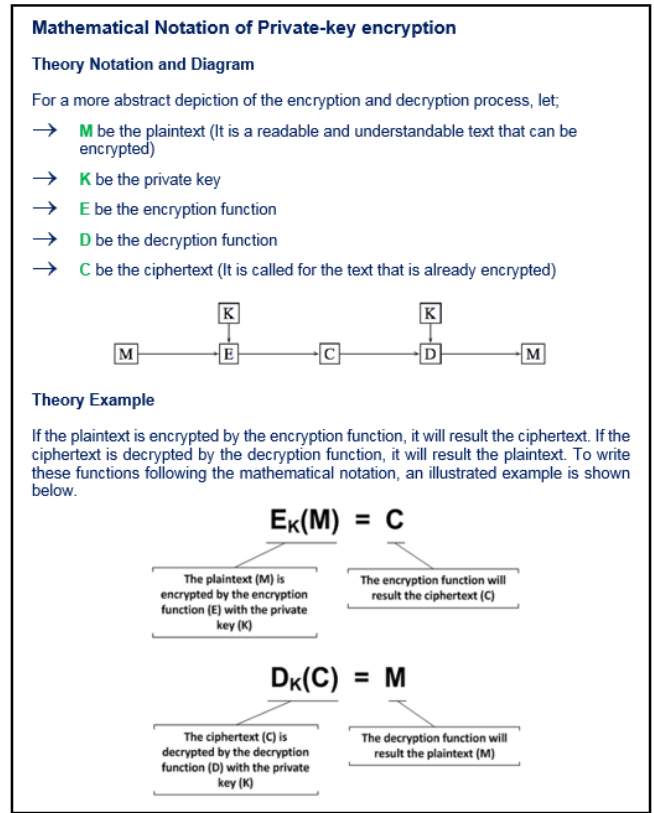 Mathematical Notation of Private-key encryption
Theory Notation and Diagram
For a more abstract depiction of the encryption and decryption process, let;
→ M be the plaintext (It is a readable and understandable text that can be
encrypted)
→ K be the private key
→ E be the encryption function
→ D be the decryption function
→ C be the ciphertext (It is called for the text that is already encrypted)
K K
M E C D M
Theory Example
If the plaintext is encrypted by the encryption function, it will result the ciphertext. If the
ciphertext is decrypted by the decryption function, it will result the plaintext. To write
these functions following the mathematical notation, an illustrated example is shown
below.
EK(M) = C
The plaintext (M) is
encrypted by the encryption
function (E) with the private
key (K)
The encryption function will
result the ciphertext (C)
DK(C) = M
The ciphertext (C) is
decrypted by the decryption
function (D) with the private
key (K)
The decryption function will
result the plaintext (M)